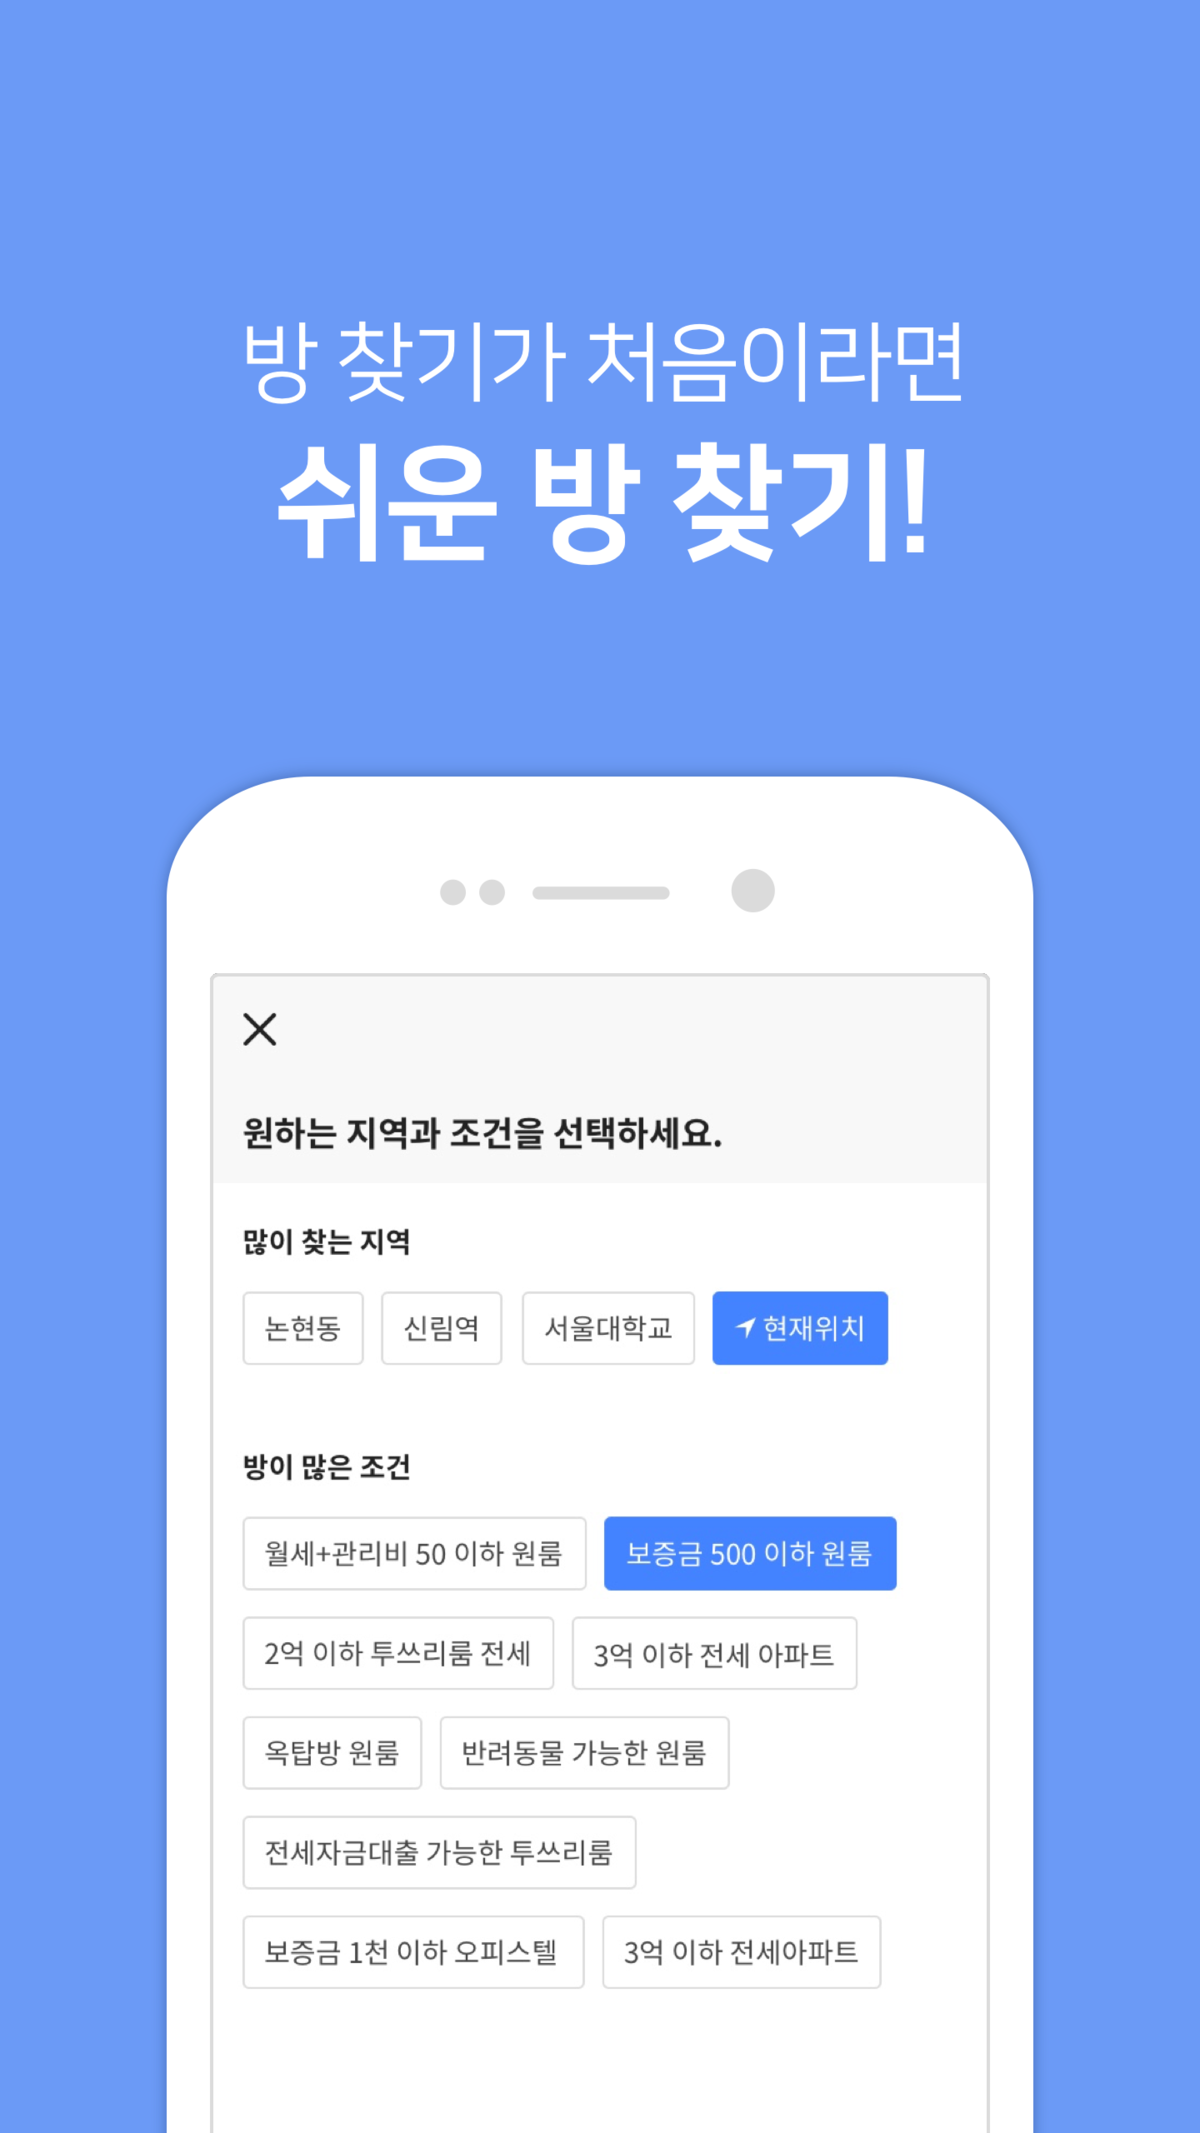 방 찾기가 처음이라면
쉬운 방 찾기!
원하는 지역과 조건을 선택하세요.
많이 찾는 지역
논현동 신림역 서울대학교 현재위치
방이 많은 조건
월세+관리비 50 이하 원룸 보증금 500 이하 원룸
2억 이하 투쓰리룸 전세 3억 이하 전세 아파트
옥탑방 원룸 반려동물 가능한 원룸
전세자금대출 가능한 투쓰리룸
보증금 1천 이하 오피스텔 3억 이하 전세아파트